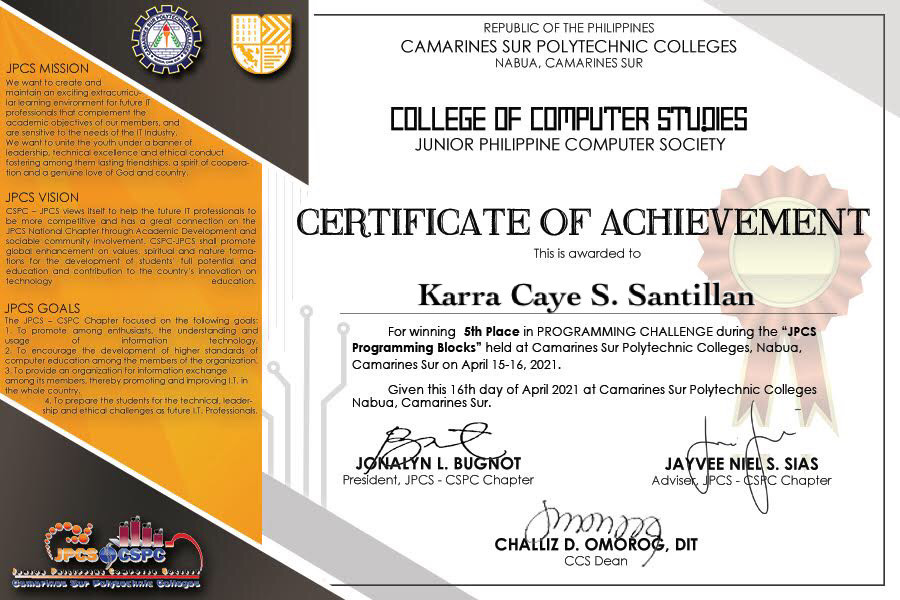 JPCS MISSION
We want to create and
maintain an exciting extracurricu-
lar learning environment for future IT
professionals that complement the
academic objectives of our members, and
are sensitive to the needs of the IT Industry.
We want to unite the youth under a banner of
leadership, technical excellence and ethical conduct
fostering among them lasting friendships, a spirit of coopera-
tion and a genuine love of God and country.
JPCS VISION
CSPC – JPCS views itself to help the future IT professionals to
be more competitive and has a great connection on the
JPCS National Chapter through Academic Development and
sociable community involvement. CSPC-JPCS shall promote
global enhancement on values, spiritual and nature forma-
tions for the development of students' full potential and
education and contribution to the country's innovation on
technology education.
JPCS GOALS
The JPCS – CSPC Chapter focused on the following goals:
1. To promote among enthusiasts, the understanding and
usage of information technology.
2. To encourage the development of higher standards of
computer education among the members of the organization.
3. To provide an organization for information exchange
among its members, thereby promoting and improving I.T. in
the whole country.
4. To prepare the students for the technical, leader-
ship and ethical challenges as future I.T. Professionals.
JPCS CSPC
Junior Philippine Computer Society
Camarines Sur Polytechnic Colleges
REPUBLIC OF THE PHILIPPINES
CAMARINES SUR POLYTECHNIC COLLEGES
NABUA, CAMARINES SUR
COLLEGE OF COMPUTER STUDIES
JUNIOR PHILIPPINE COMPUTER SOCIETY
CERTIFICATE OF ACHIEVEMENT
This is awarded to
Karra Caye S. Santillan
For winning 5th Place in PROGRAMMING CHALLENGE during the “JPCS
Programming Blocks” held at Camarines Sur Polytechnic Colleges, Nabua,
Camarines Sur on April 15-16, 2021.
Given this 16th day of April 2021 at Camarines Sur Polytechnic Colleges
Nabua, Camarines Sur.
JONALYN L. BUGNOT
President, JPCS - CSPC Chapter
JAYVEE NIEL S. SIAS
Adviser, JPCS - CSPC Chapter
CHALLIZ D. OMOROG, DIT
CCS Dean